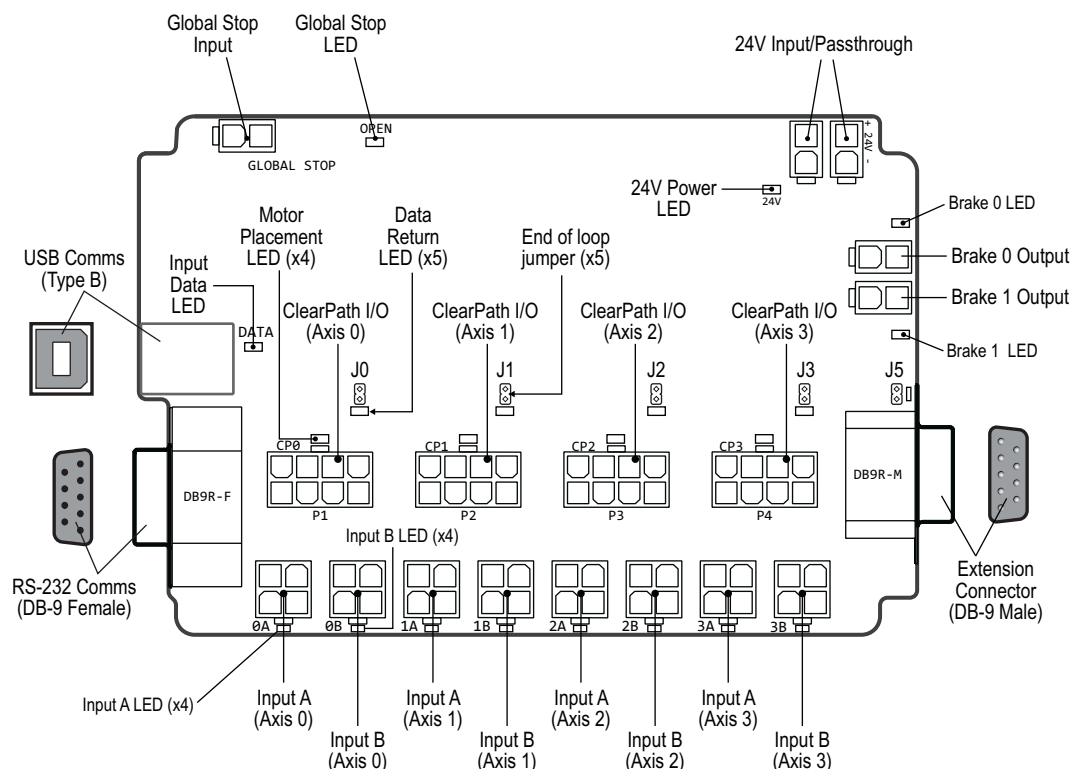 Global Stop
Input
Global Stop
LED
24V Input/Passthrough
OPEN
GLOBAL STOP
+ 24V -
24V Power
LED
24V
Brake 0 LED
Brake 0 Output
Brake 1 Output
Brake 1 LED
Motor
Placement
LED (x4)
Data
Return
LED (x5)
End of loop
jumper (x5)
USB Comms
(Type B)
Input
Data
LED
DATA
ClearPath I/O
(Axis 0)
ClearPath I/O
(Axis 1)
ClearPath I/O
(Axis 2)
ClearPath I/O
(Axis 3)
J0
J1
J2
J3
J5
CP0
CP1
CP2
CP3
DB9R-F
DB9R-M
P1
P2
P3
P4
Input B LED (x4)
RS-232 Comms
(DB-9 Female)
Extension
Connector
(DB-9 Male)
0A
0B
1A
1B
2A
2B
3A
3B
Input A LED (x4)
Input A
(Axis 0)
Input B
(Axis 0)
Input A
(Axis 1)
Input B
(Axis 1)
Input A
(Axis 2)
Input B
(Axis 2)
Input A
(Axis 3)
Input B
(Axis 3)